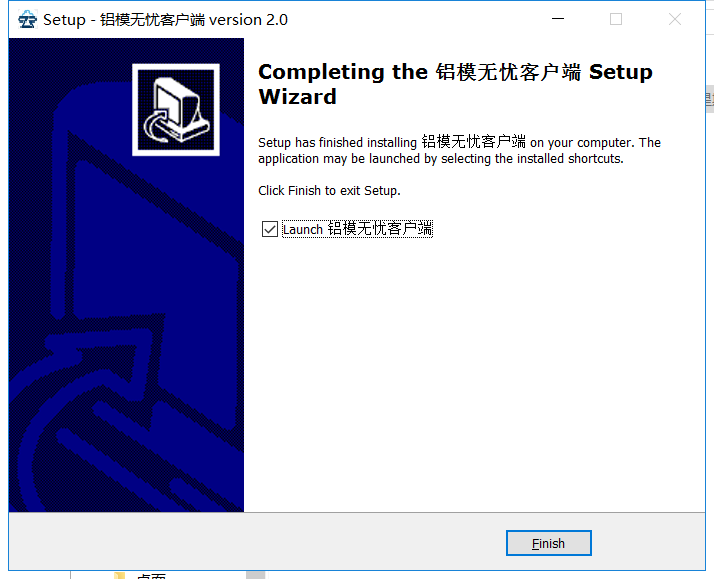 Setup - 铝模无忧客户端 version 2.0
Completing the 铝模无忧客户端 Setup
Wizard
Setup has finished installing 铝模无忧客户端 on your computer. The
application may be launched by selecting the installed shortcuts.
Click Finish to exit Setup.
Launch 铝模无忧客户端
Finish